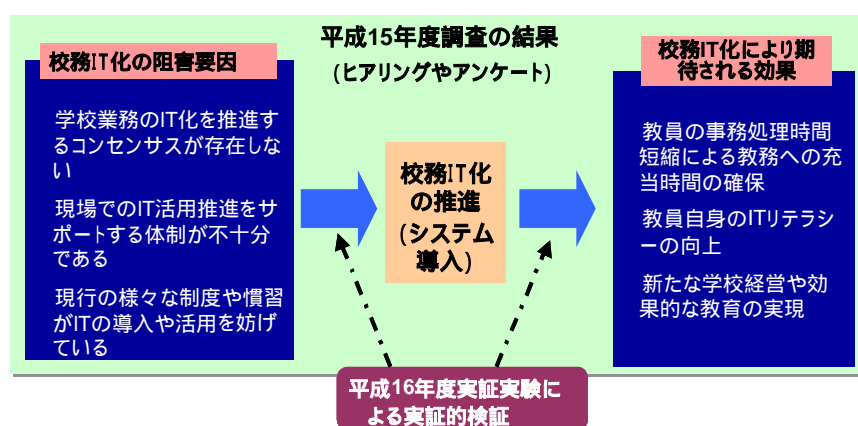 平成15年度調査の結果
(ヒアリングやアンケート)
校務IT化の阻害要因
学校業務のIT化を推進す
るコンセンサスが存在しな
い
現場でのIT活用推進をサ
ポートする体制が不十分
である
現行の様々な制度や慣習
がITの導入や活用を妨げ
ている
校務IT化
の推進
(システム
導入)
校務IT化により期
待される効果
教員の事務処理時間
短縮による教務への充
当時間の確保
教員自身のITリテラシ
ーの向上
新たな学校経営や効
果的な教育の実現
平成16年度実証実験に
よる実証的検証